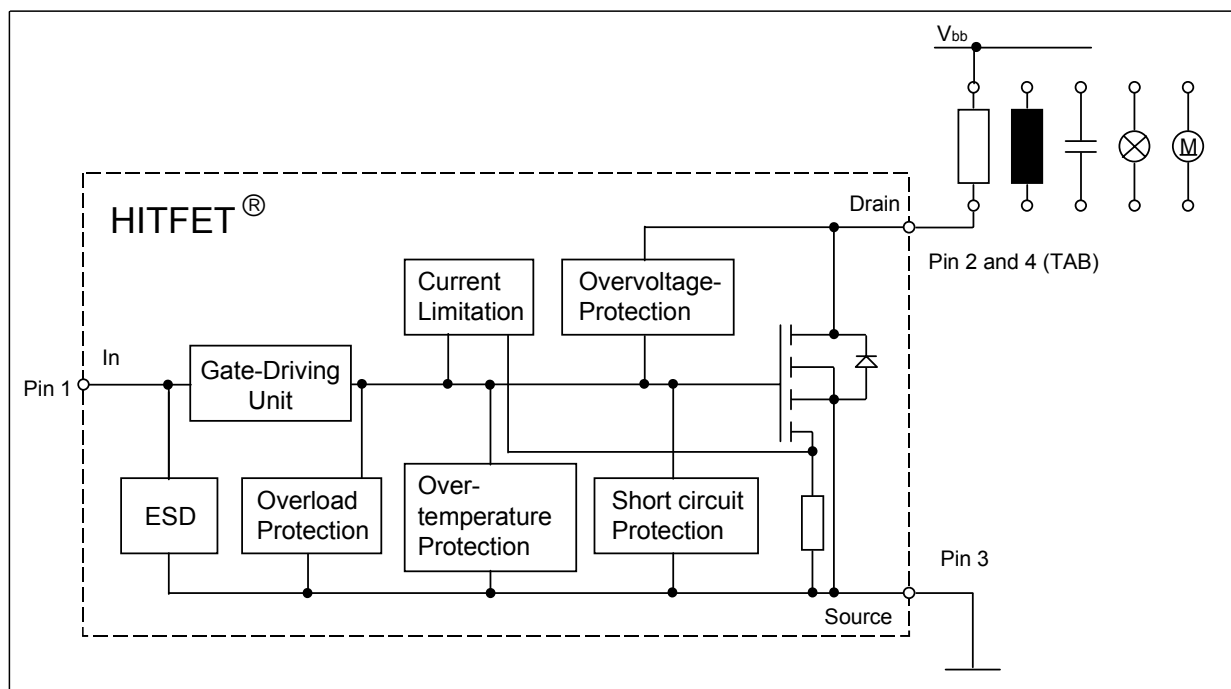 Vbb
M
HITFET ®
Drain
Pin 2 and 4 (TAB)
Current
Limitation
Overvoltage-
Protection
In
Pin 1
Gate-Driving
Unit
ESD
Overload
Protection
Over-
temperature
Protection
Short circuit
Protection
Pin 3
Source